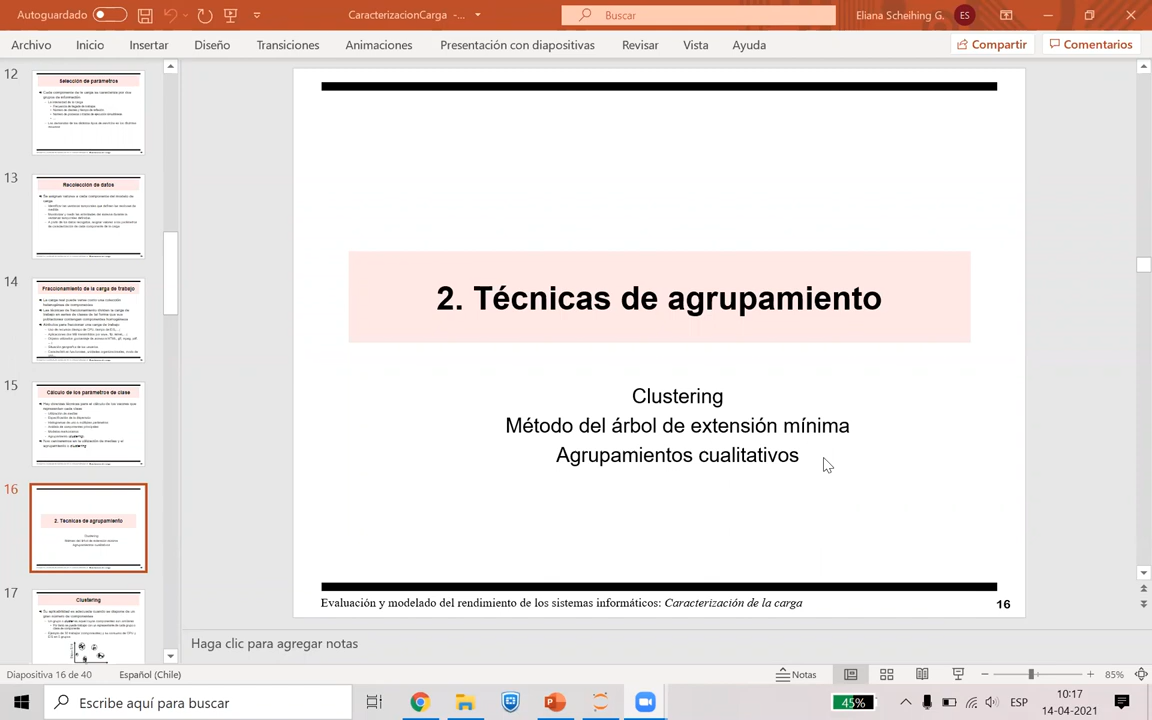 Autoguardado
CaracterizacionCarga -...
Buscar
Eliana Scheihing G.
ES
Archivo
Inicio
Insertar
Diseño
Transiciones
Animaciones
Presentación con diapositivas
Revisar
Vista
Ayuda
Compartir
Comentarios
12
Selección de parámetros
13
Recolección de datos
14
Fraccionamiento de la carga de trabajo
15
Cálculo de los parámetros de clase
16
2. Técnicas de agrupamiento
17
Clustering
2. Técnicas de agrupamiento
Clustering
Método del árbol de extensión mínima
Agrupamientos cualitativos
Evaluación y modelado del rendimiento de los sistemas informáticos: Caracterización de la carga
16
Haga clic para agregar notas
Diapositiva 16 de 40
Español (Chile)
Notas
85%
Escribe aquí para buscar
45%
ESP
10:17
14-04-2021